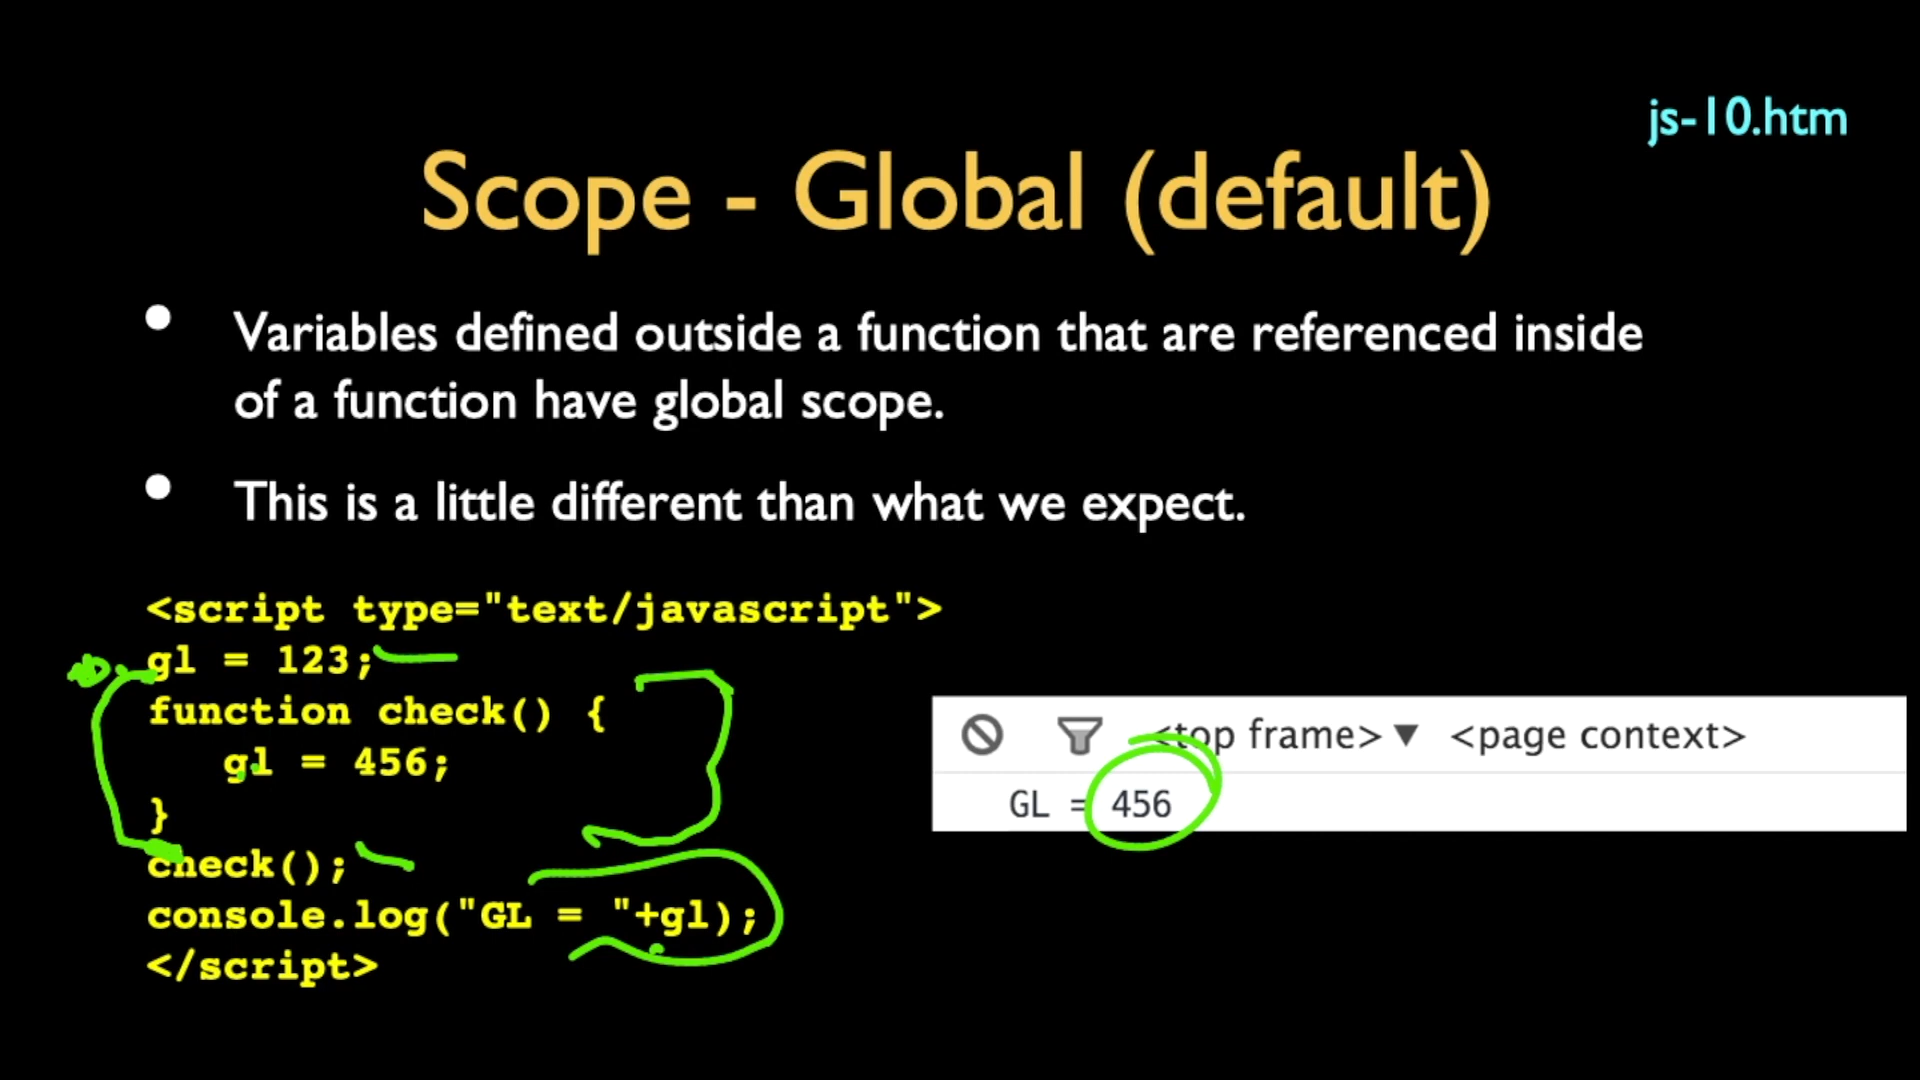 js-10.htm
Scope - Global (default)
• Variables defined outside a function that are referenced inside
of a function have global scope.
• This is a little different than what we expect.
<script type="text/javascript">
gl = 123;
function check() {
   gl = 456;
}
check();
console.log("GL = "+gl);
</script>
<top frame> ▼ <page context>
GL = 456